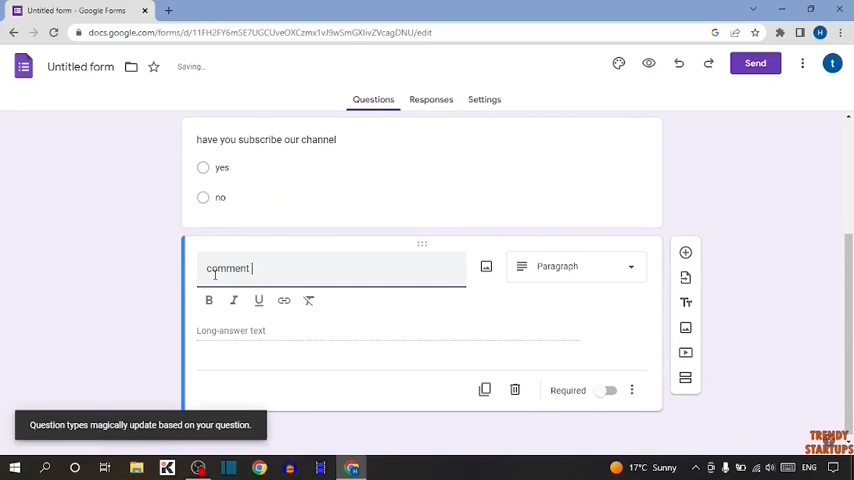 Untitled form - Google Forms
docs.google.com/forms/d/11FH2FY6mSE7UGCUveOXCzmx1vJ9wSmGXIivZVcagDNU/edit
H
Untitled form
Saving...
Send
t
Questions
Responses
Settings
have you subscribe our channel
yes
no
comment
Paragraph
B
I
U
Tт
Long-answer text
Required
Question types magically update based on your question.
TRENDY
STARTUPS
17°C Sunny
ENG